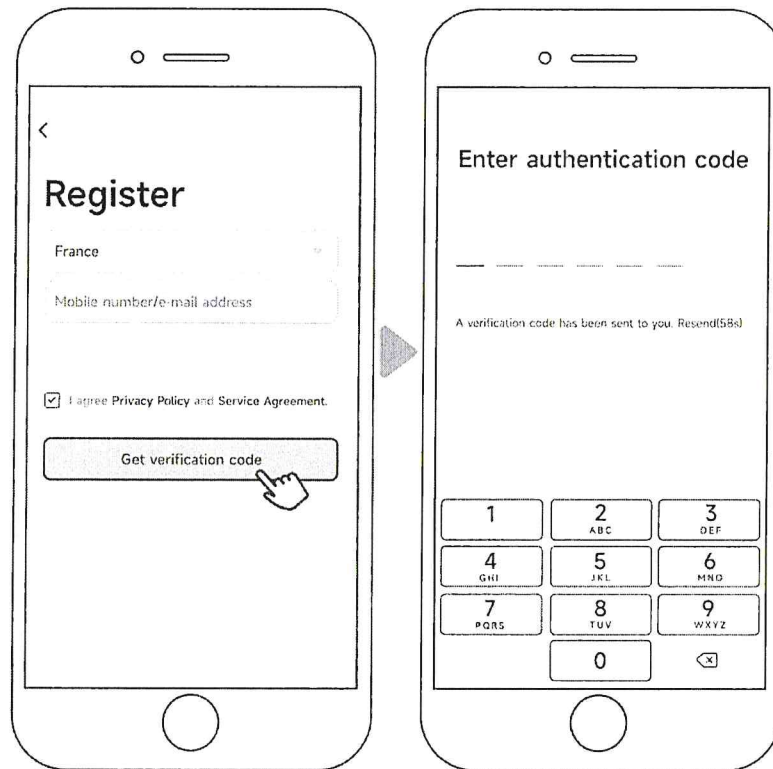 Register
France
Mobile number/e-mail address
I agree Privacy Policy and Service Agreement.
Get verification code
Enter authentication code
A verification code has been sent to you. Resend(58s)
1 2 3
ABC DEF
4 5 6
GHI JKL MNO
7 8 9
PQRS TUV WXYZ
0